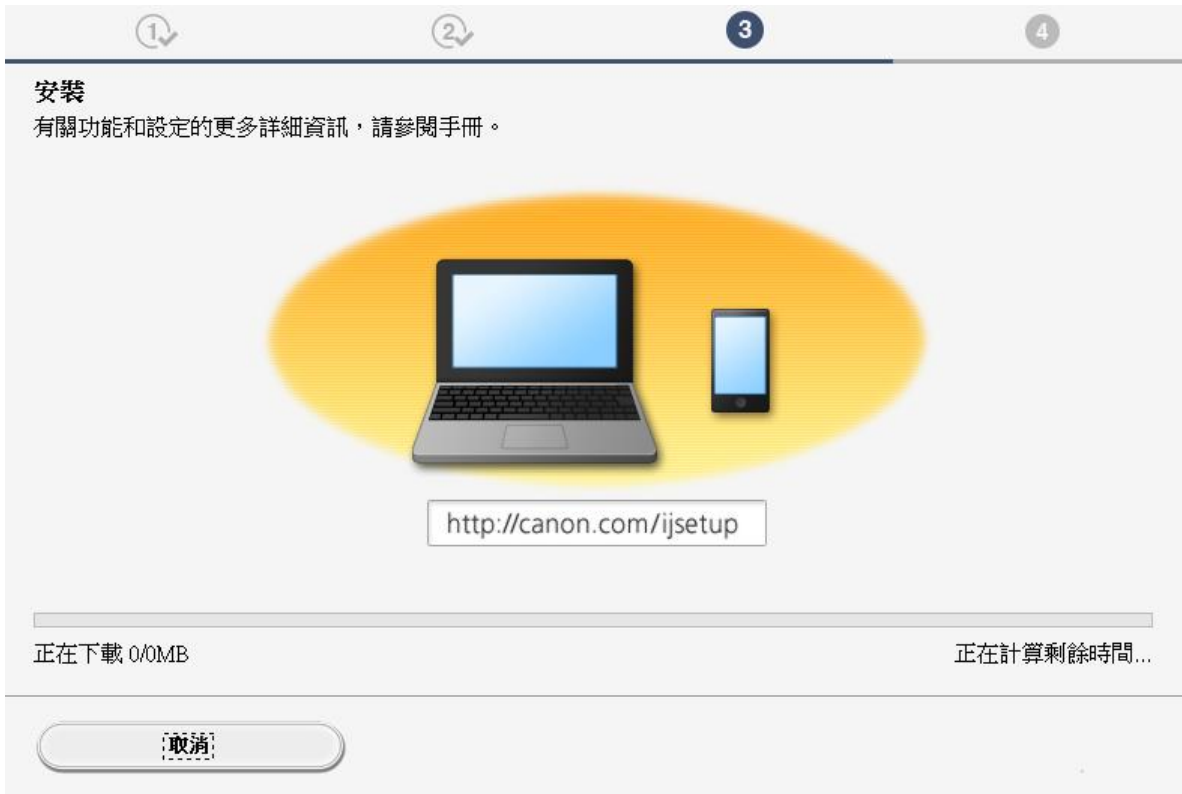 1
2
3
4
安裝
有關功能和設定的更多詳細資訊，請參閱手冊。
http://canon.com/ijsetup
正在下載 0/0MB
正在計算剩餘時間...
取消